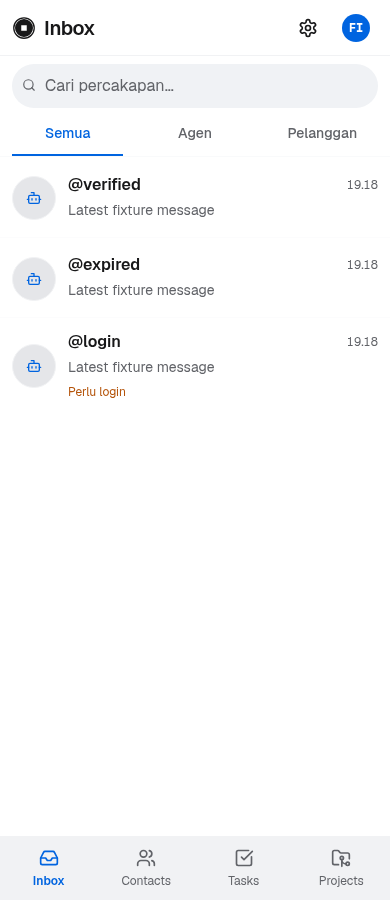 Inbox
FI
Cari percakapan...
Semua
Agen
Pelanggan
@verified
19.18
Latest fixture message
@expired
19.18
Latest fixture message
@login
19.18
Latest fixture message
Perlu login
Inbox
Contacts
Tasks
Projects